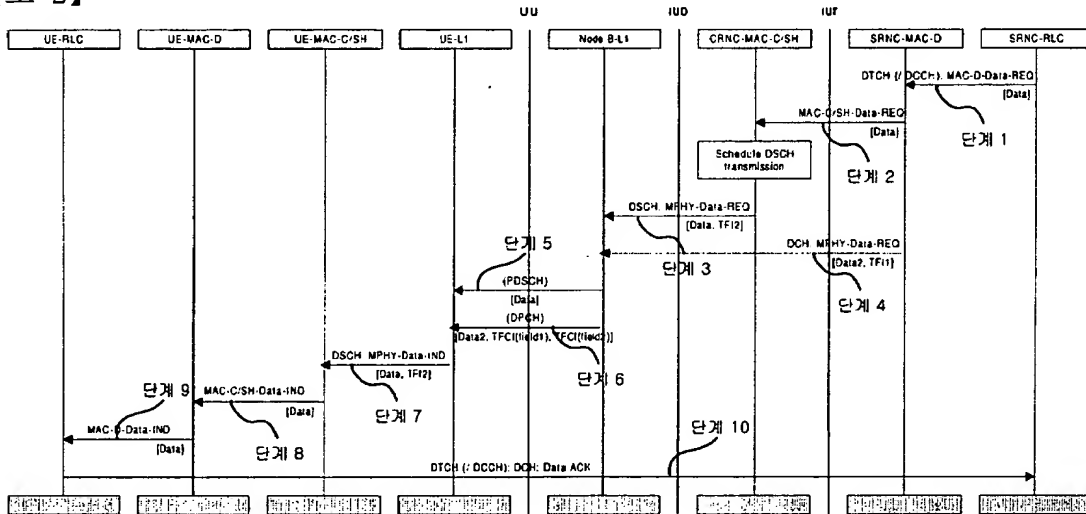 Uu Iub Iur
UE-RLC UE-MAC-D UE-MAC-C/SH UE-L1 Node B-L1 CRNC-MAC-C/SH SRNC-MAC-D SRNC-RLC
DTCH (/ DCCH). MAC-D-Data-REQ
[Data]
단계 1
MAC-C/SH-Data-REQ
[Data]
단계 2
Schedule DSCH
transmission
DSCH. MPHY-Data-REQ
[Data, TFI2]
단계 3
DCH. MPHY-Data-REQ
[Data2, TFI1]
단계 4
단계 5
(PDSCH)
[Data]
(DPCH)
[Data2, TFCI(field1), TFCI(field2)]
단계 6
DSCH. MPHY-Data-IND
[Data, TFI2]
단계 7
MAC-C/SH-Data-IND
[Data]
단계 8
단계 9
MAC-D-Data-IND
[Data]
단계 10
DTCH (/ DCCH): DCH: Data ACK